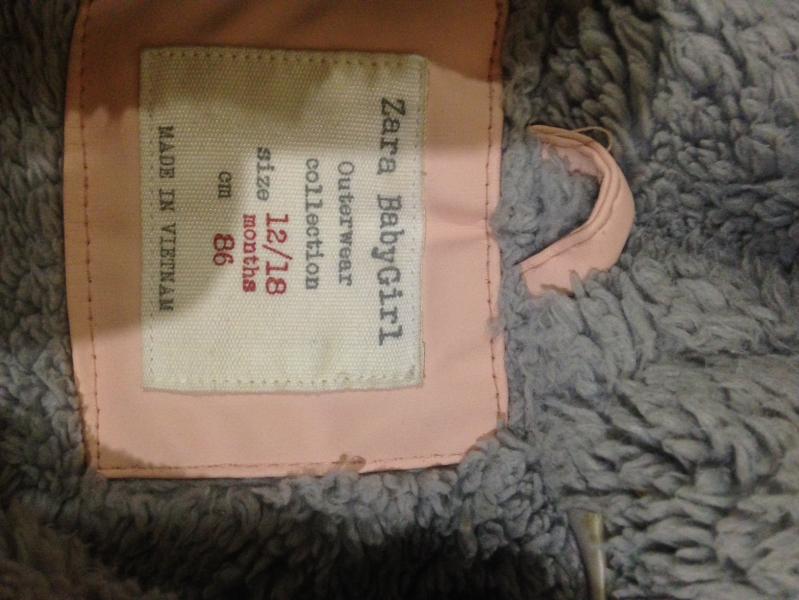 Zara BabyGirl
Outerwear
collection
size 12/18
months
cm 86
MADE IN VIETNAM